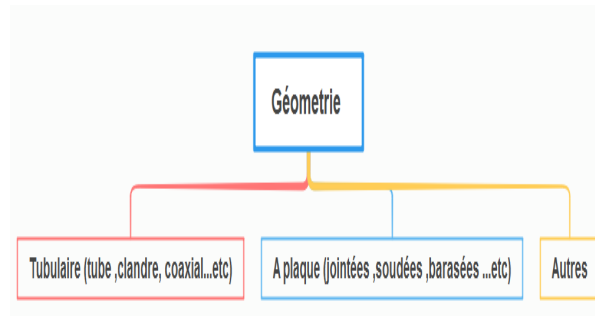 Géometrie
Tubulaire (tube ,clandre, coaxial...etc)
A plaque (jointées ,soudées ,barasées ...etc)
Autres